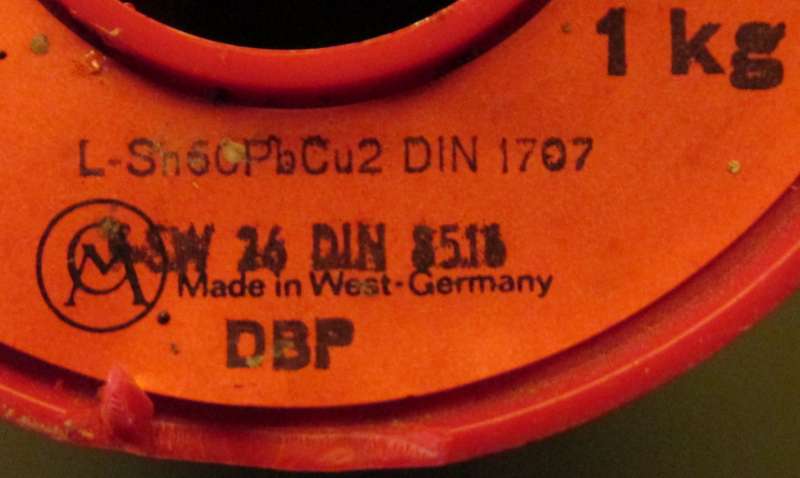 1 kg
L-Sn60PbCu2 DIN 1707
F-SW 26 DIN 8516
Made in West-Germany
DBP